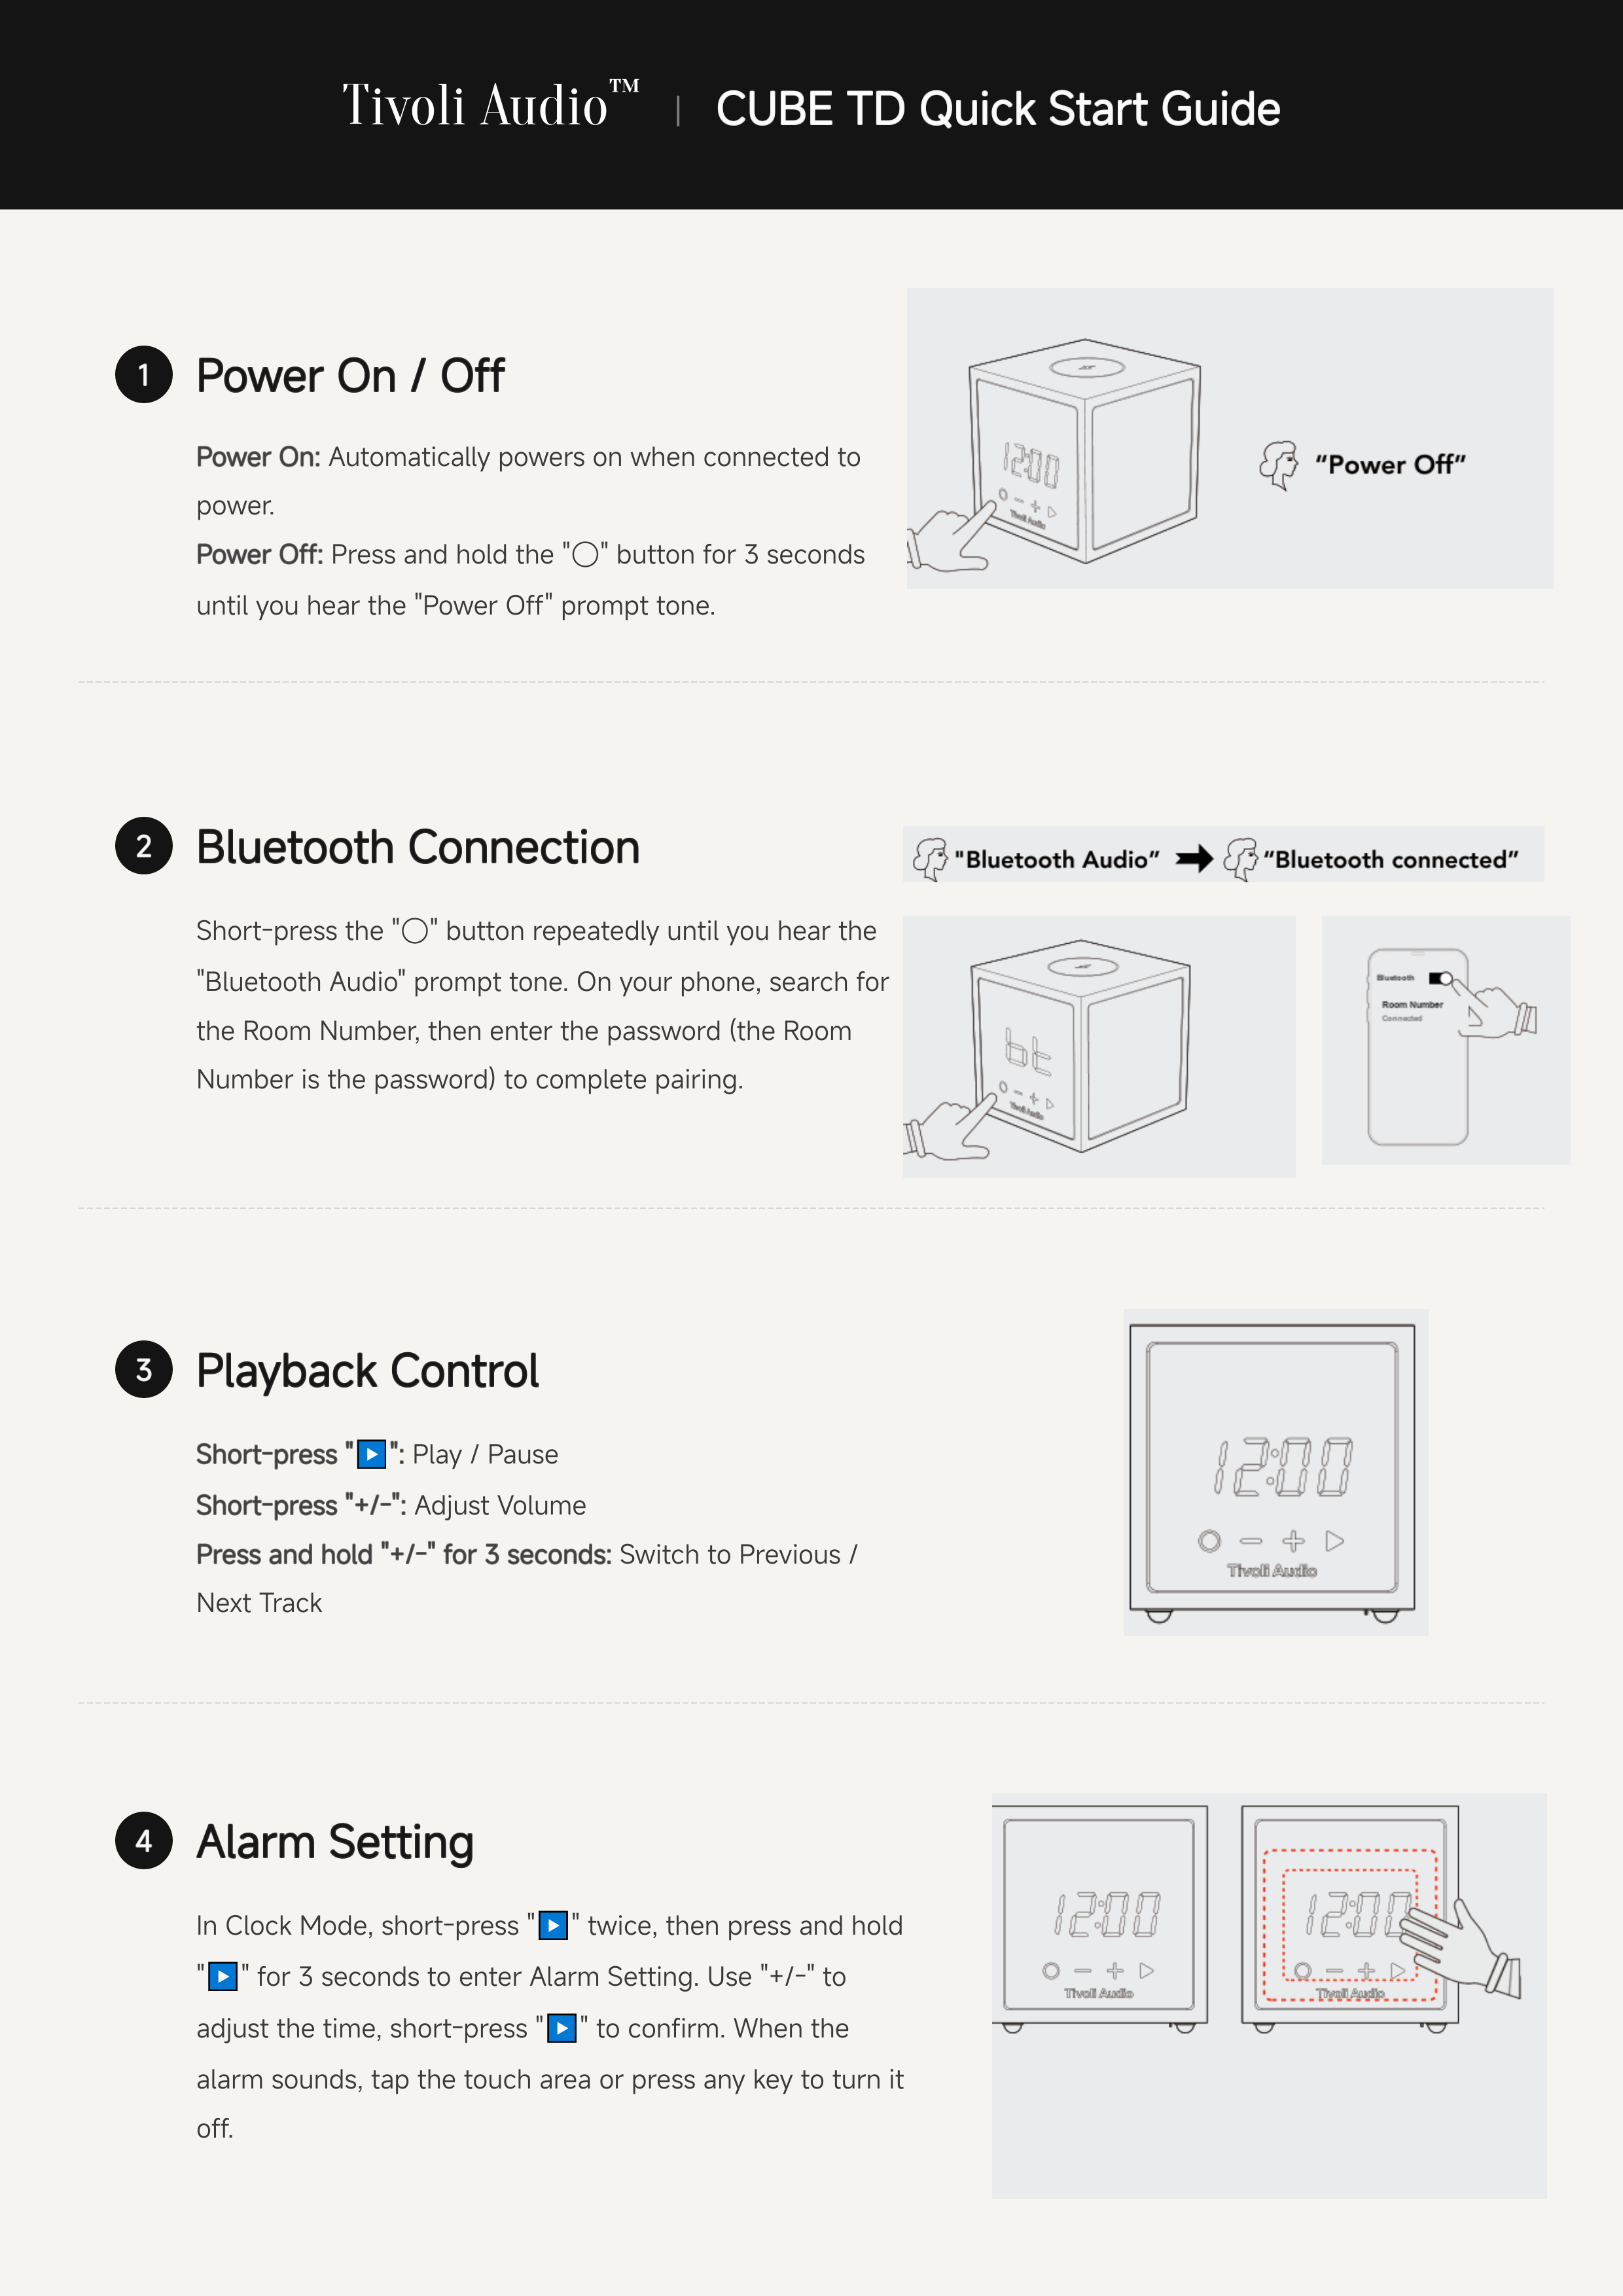 Tivoli Audio™ | CUBE TD Quick Start Guide
1 Power On / Off
Power On: Automatically powers on when connected to
power.
Power Off: Press and hold the "○" button for 3 seconds
until you hear the "Power Off" prompt tone.
12:00
Tivoli Audio
“Power Off”
2 Bluetooth Connection
Short-press the "○" button repeatedly until you hear the
"Bluetooth Audio" prompt tone. On your phone, search for
the Room Number, then enter the password (the Room
Number is the password) to complete pairing.
"Bluetooth Audio” ➡ “Bluetooth connected”
bt
Tivoli Audio
Bluetooth
Room Number
Connected
3 Playback Control
Short-press "▶": Play / Pause
Short-press "+/-": Adjust Volume
Press and hold "+/-" for 3 seconds: Switch to Previous /
Next Track
12:00
Tivoli Audio
4 Alarm Setting
In Clock Mode, short-press "▶" twice, then press and hold
"▶" for 3 seconds to enter Alarm Setting. Use "+/-" to
adjust the time, short-press "▶" to confirm. When the
alarm sounds, tap the touch area or press any key to turn it
off.
12:00
Tivoli Audio
12:00
Tivoli Audio